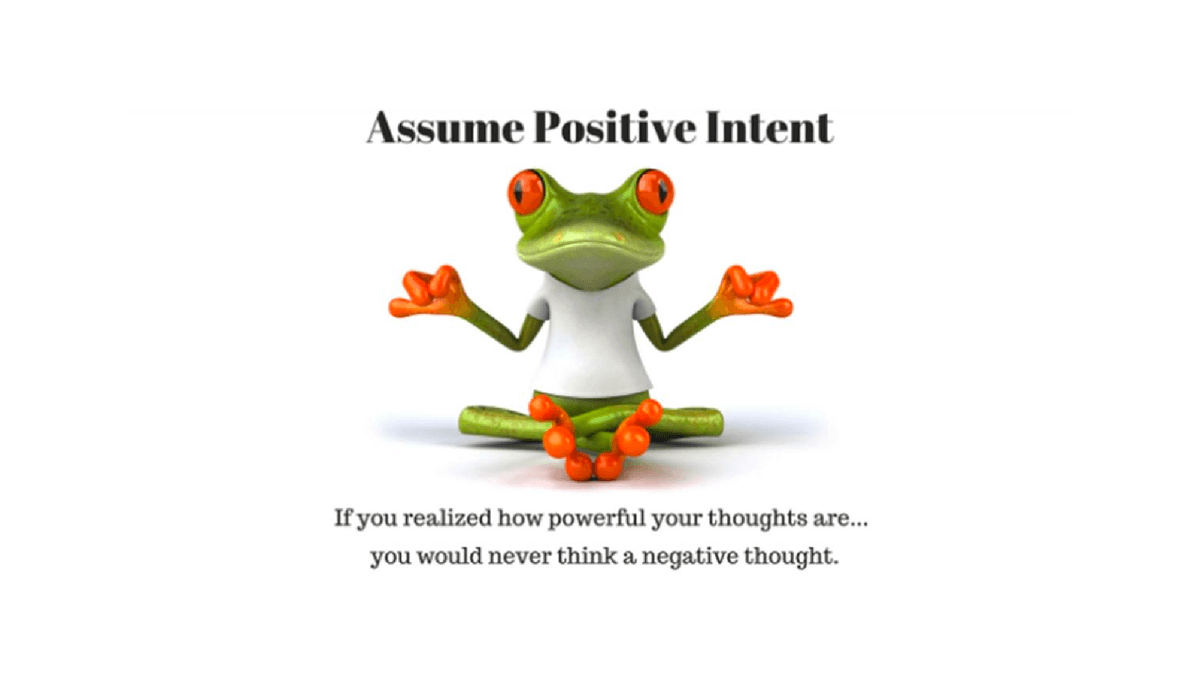 Assume Positive Intent
If you realized how powerful your thoughts are...
you would never think a negative thought.